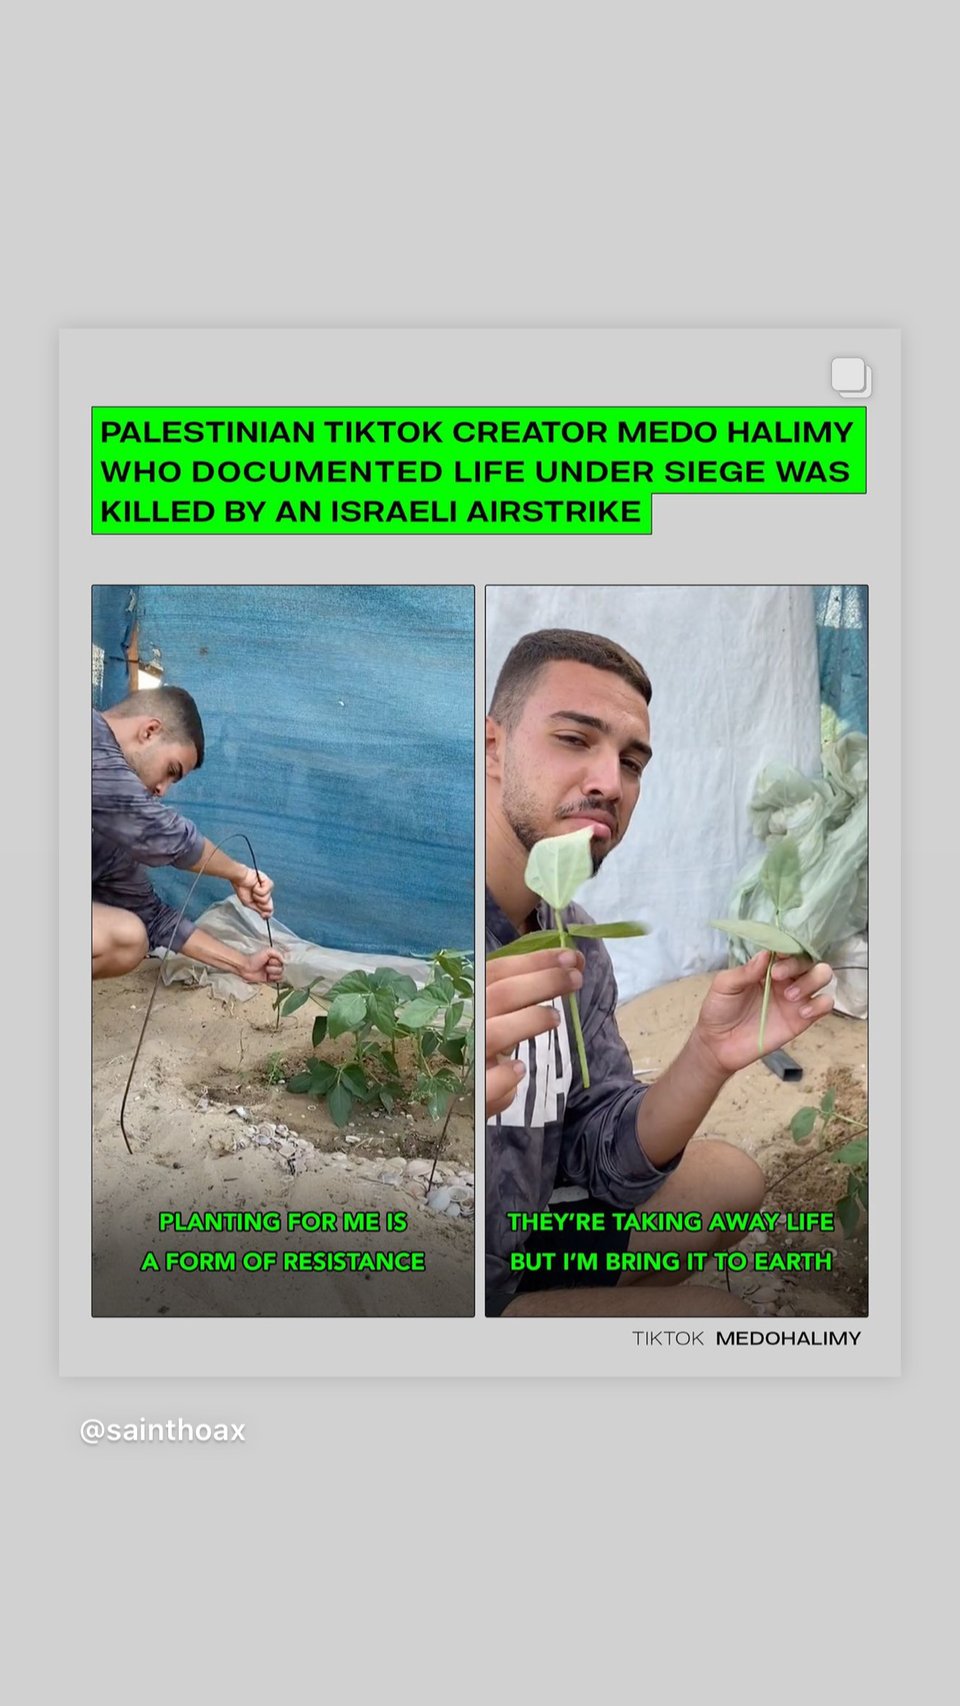 PALESTINIAN TIKTOK CREATOR MEDO HALIMY
WHO DOCUMENTED LIFE UNDER SIEGE WAS
KILLED BY AN ISRAELI AIRSTRIKE
PLANTING FOR ME IS
A FORM OF RESISTANCE
THEY'RE TAKING AWAY LIFE
BUT I'M BRING IT TO EARTH
TIKTOK MEDOHALIMY
@sainthoax